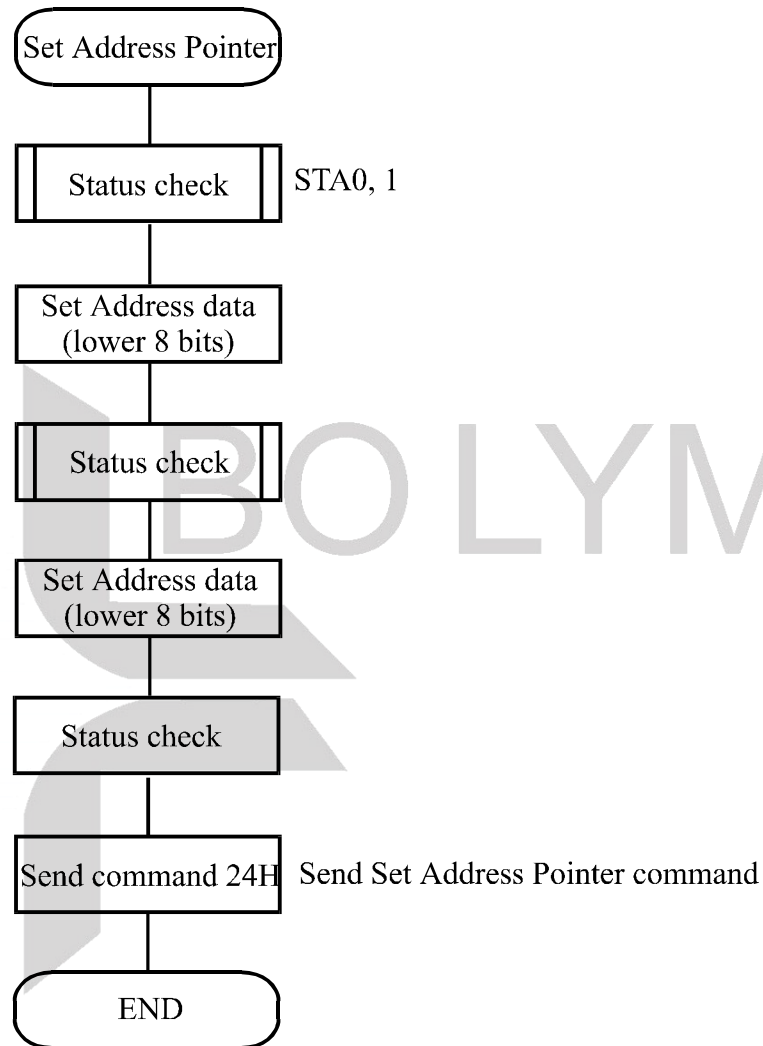 Set Address Pointer
Status check
STA0, 1
Set Address data
(lower 8 bits)
Status check
BOLYM
Set Address data
(lower 8 bits)
Status check
Send command 24H
Send Set Address Pointer command
END